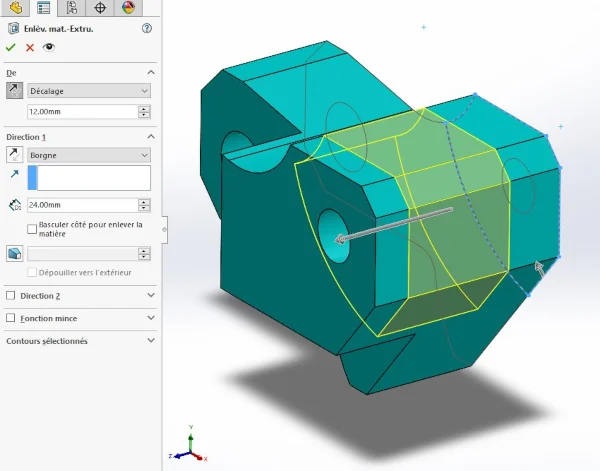 Enlèv. mat.-Extru.
De
Décalage
12.00mm
Direction 1
Borgne
D1
24.00mm
Basculer côté pour enlever la
matière
Dépouiller vers l'extérieur
Direction 2
Fonction mince
Contours sélectionnés
Y
Z
X